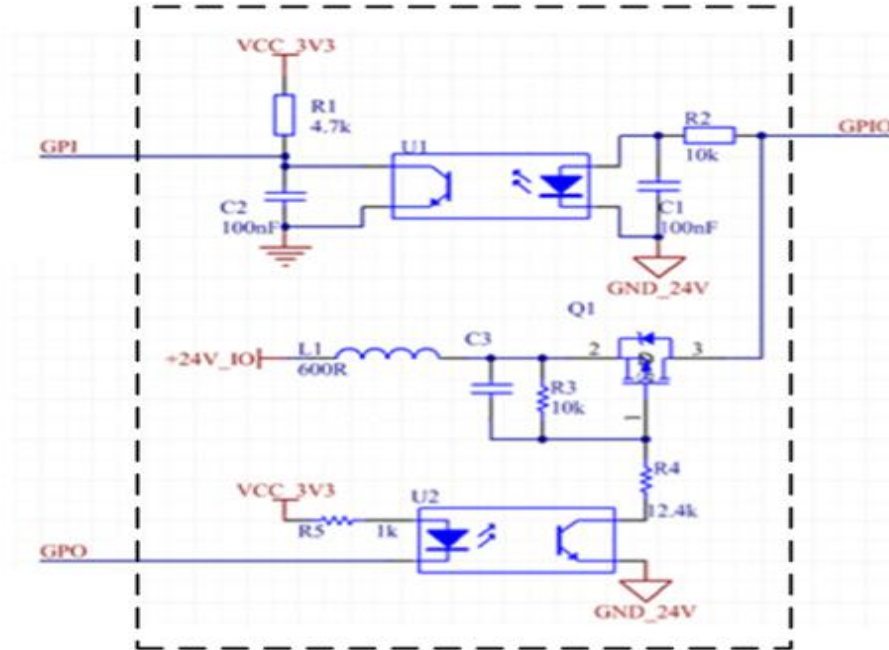 VCC_3V3
R1
4.7k
GPI
U1
R2
10k
GPIO
C2
100nF
C1
100nF
GND_24V
Q1
+24V_IO
L1
600R
C3
2
3
R3
10k
1
R4
12.4k
VCC_3V3
R5
1k
U2
GPO
GND_24V